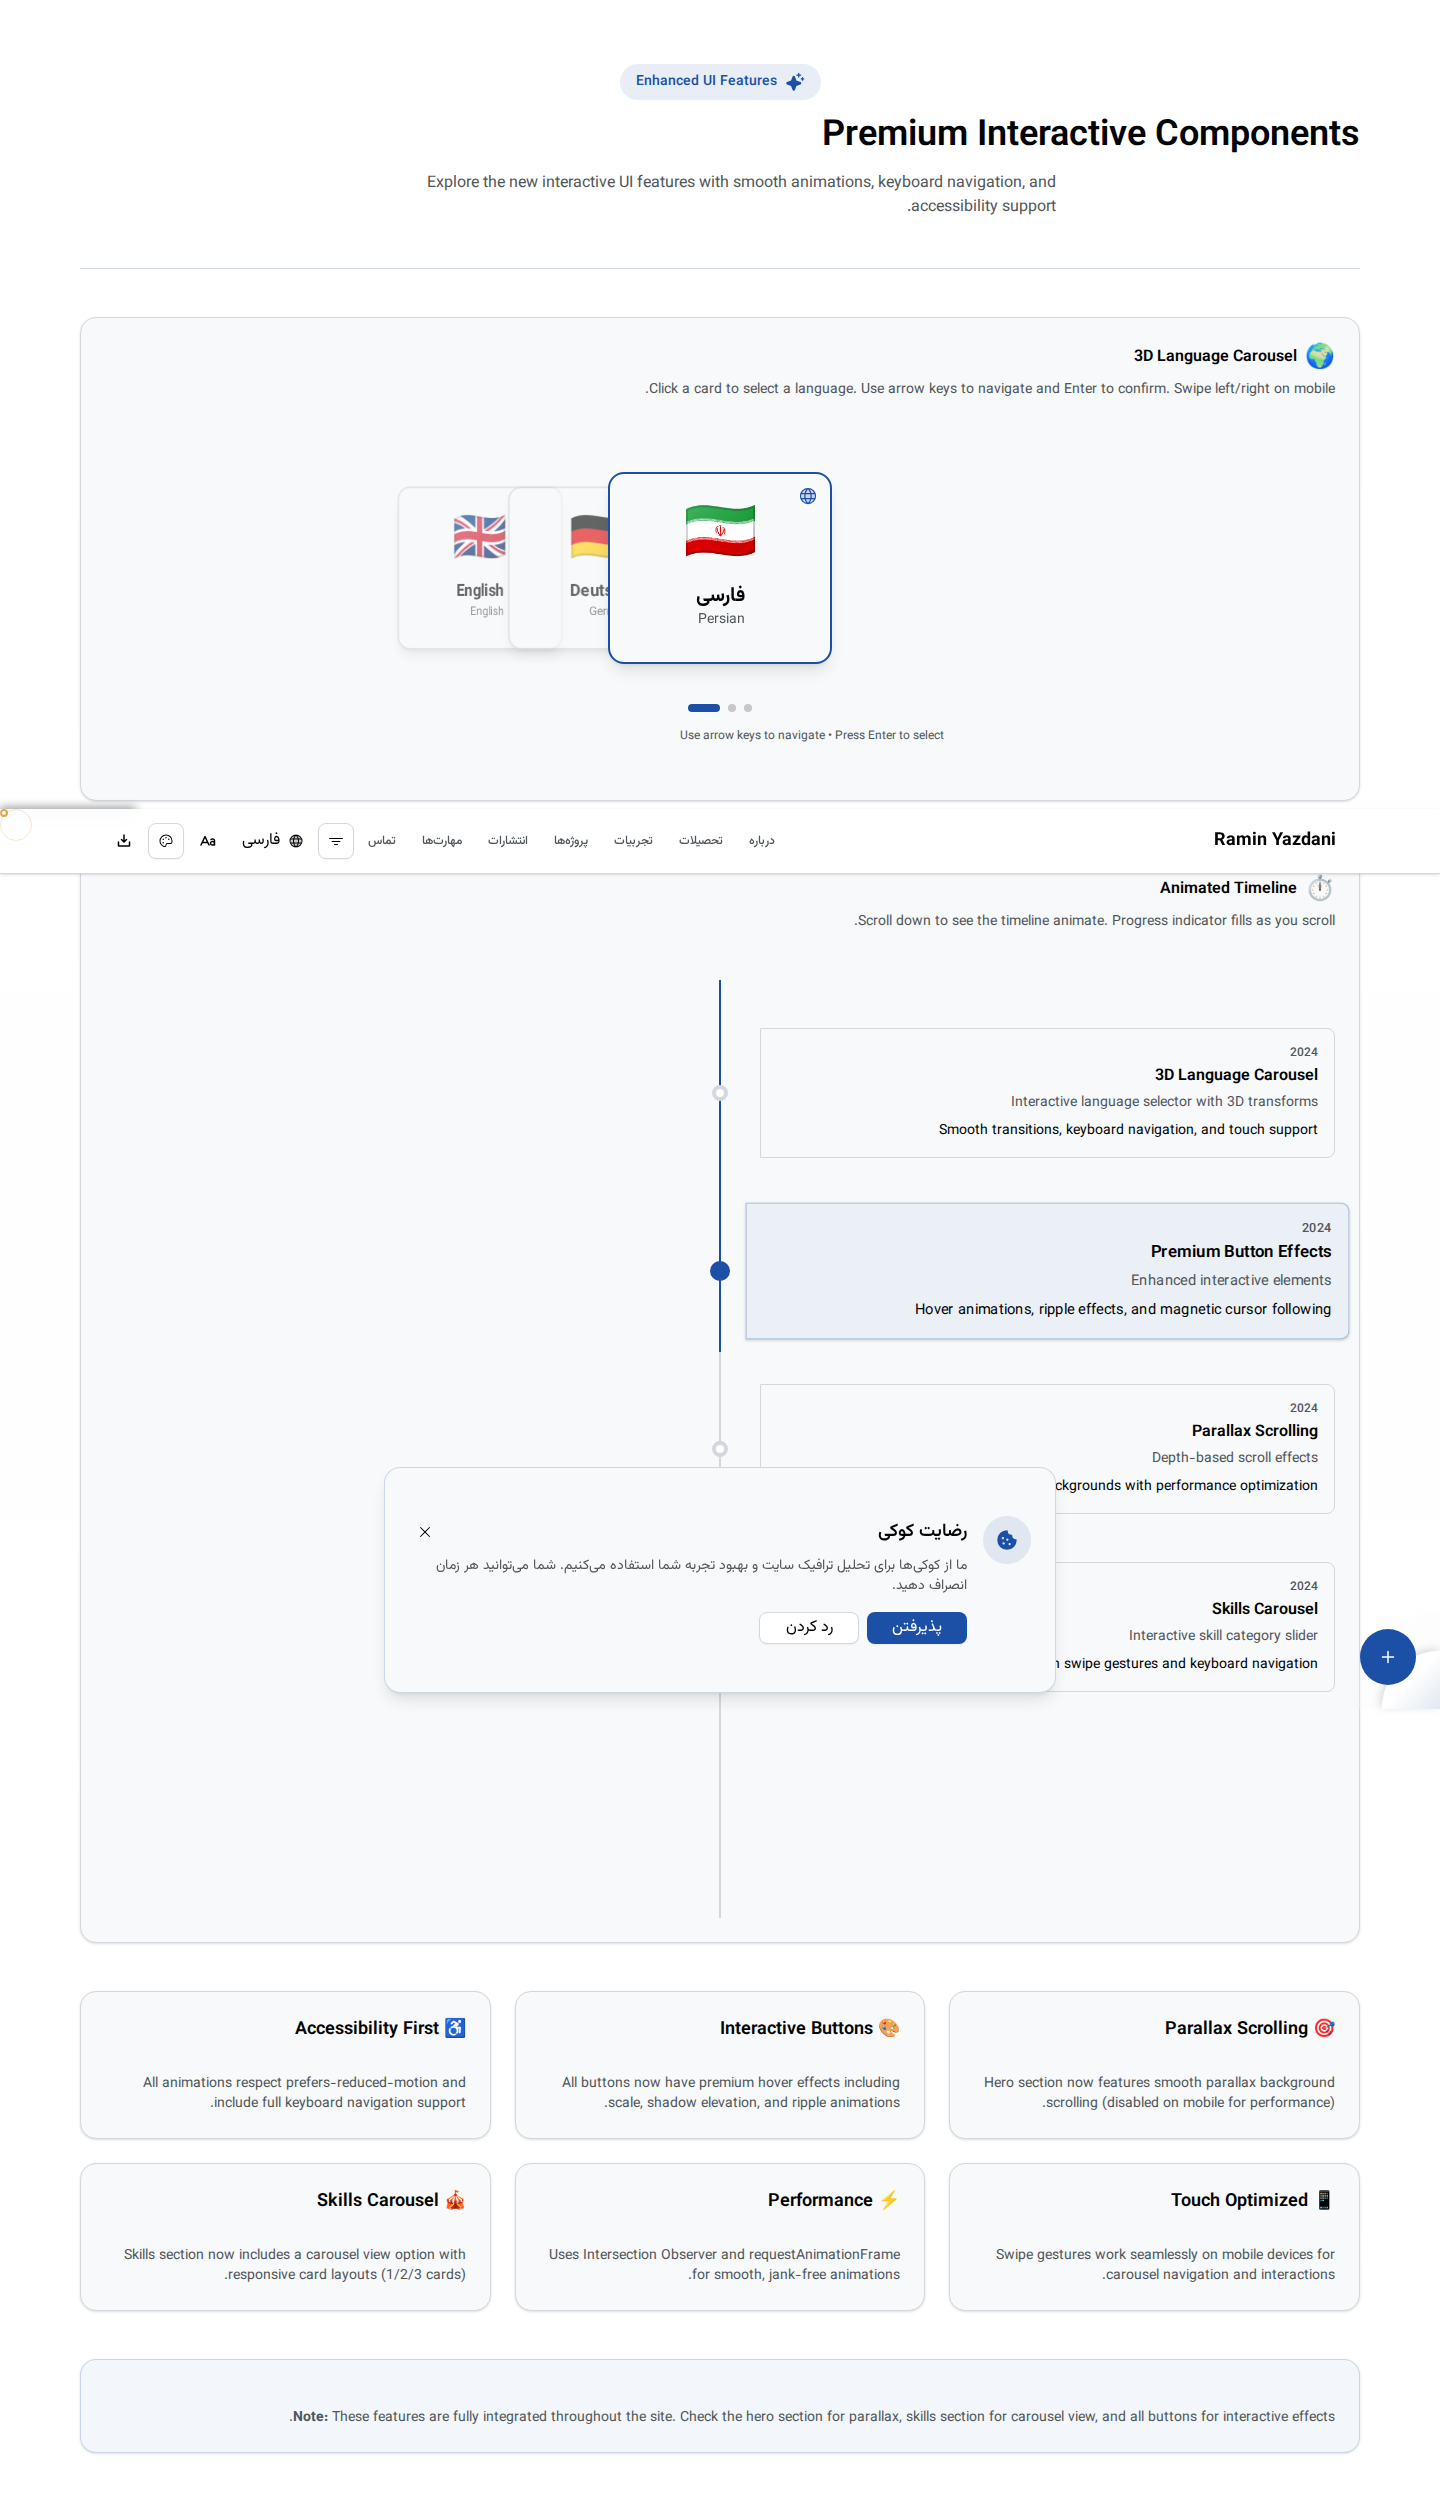 Enhanced UI Features
Premium Interactive Components
Explore the new interactive UI features with smooth animations, keyboard navigation, and
.accessibility support
3D Language Carousel
.Click a card to select a language. Use arrow keys to navigate and Enter to confirm. Swipe left/right on mobile
فارسی
Persian
Deuts
Ger
English
English
Use arrow keys to navigate • Press Enter to select
Ramin Yazdani
درباره
تحصیلات
تجربیات
پروژه‌ها
انتشارات
مهارت‌ها
تماس
فارسی
Aa
Animated Timeline
.Scroll down to see the timeline animate. Progress indicator fills as you scroll
2024
3D Language Carousel
Interactive language selector with 3D transforms
Smooth transitions, keyboard navigation, and touch support
2024
Premium Button Effects
Enhanced interactive elements
Hover animations, ripple effects, and magnetic cursor following
2024
Parallax Scrolling
Depth-based scroll effects
ckgrounds with performance optimization
2024
Skills Carousel
Interactive skill category slider
swipe gestures and keyboard navigation
رضایت کوکی
ما از کوکی‌ها برای تحلیل ترافیک سایت و بهبود تجربه شما استفاده می‌کنیم. شما می‌توانید هر زمان
انصراف دهید.
پذیرفتن
رد کردن
Parallax Scrolling
Hero section now features smooth parallax background
.scrolling (disabled on mobile for performance)
Interactive Buttons
All buttons now have premium hover effects including
.scale, shadow elevation, and ripple animations
Accessibility First
All animations respect prefers-reduced-motion and
.include full keyboard navigation support
Touch Optimized
Swipe gestures work seamlessly on mobile devices for
.carousel navigation and interactions
Performance
Uses Intersection Observer and requestAnimationFrame
.for smooth, jank-free animations
Skills Carousel
Skills section now includes a carousel view option with
.responsive card layouts (1/2/3 cards)
.Note: These features are fully integrated throughout the site. Check the hero section for parallax, skills section for carousel view, and all buttons for interactive effects